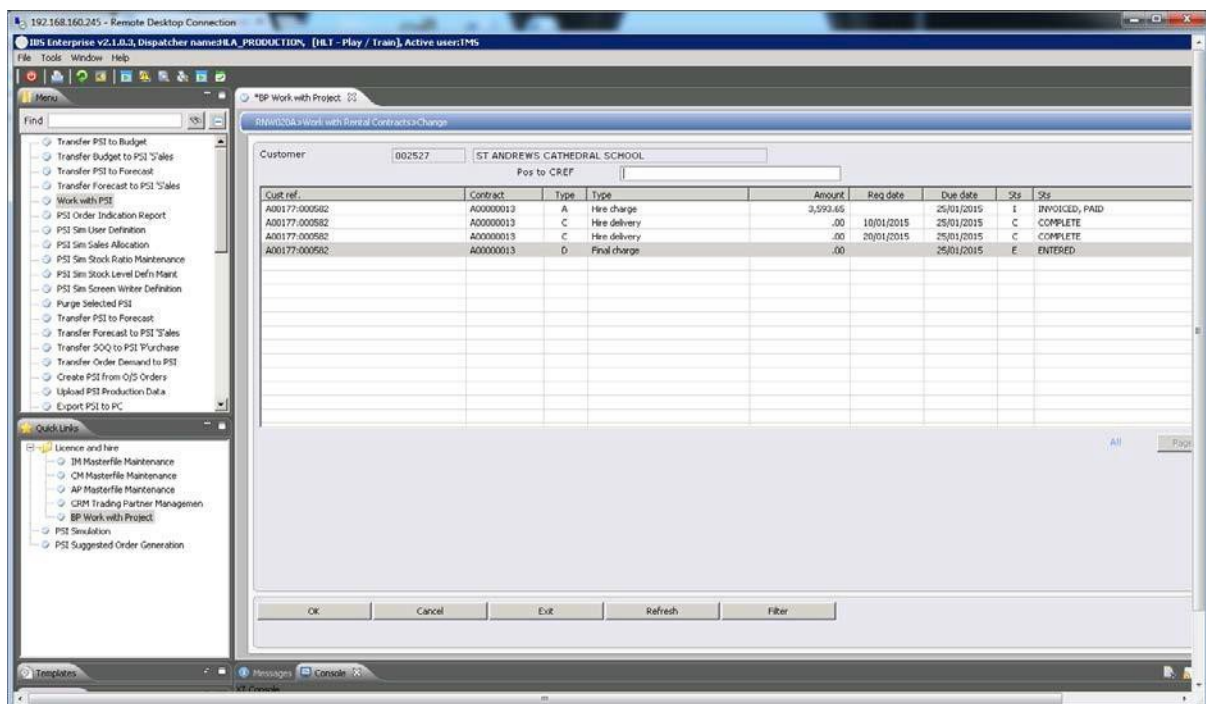 192.168.160.245 - Remote Desktop Connection
IBS Enterprise v2.1.0.3, Dispatcher name:HLA_PRODUCTION, [HLT - Play / Train], Active user:TMS
File Tools Window Help
Menu
*BP Work with Project
Find
RNW020A>Work with Rental Contracts>Change
Transfer PSI to Budget
Transfer Budget to PSI 'S'ales
Transfer PSI to Forecast
Transfer Forecast to PSI 'S'ales
Work with PSI
PSI Order Indication Report
PSI Sim User Definition
PSI Sim Sales Allocation
PSI Sim Stock Ratio Maintenance
PSI Sim Stock Level Defn Maint
PSI Sim Screen Writer Definition
Purge Selected PSI
Transfer PSI to Forecast
Transfer Forecast to PSI 'S'ales
Transfer SOQ to PSI 'P'urchase
Transfer Order Demand to PSI
Create PSI from O/S Orders
Upload PSI Production Data
Export PSI to PC
Customer 002527 ST ANDREWS CATHEDRAL SCHOOL
Pos to CREF
Cust ref. Contract Type Type Amount Req date Due date Sts Sts
A00177:000582 A00000013 A Hire charge 3,593.65 25/01/2015 I INVOICED, PAID
A00177:000582 A00000013 C Hire delivery .00 10/01/2015 25/01/2015 C COMPLETE
A00177:000582 A00000013 C Hire delivery .00 20/01/2015 25/01/2015 C COMPLETE
A00177:000582 A00000013 D Final charge .00 25/01/2015 E ENTERED
All Page
Quick Links
Licence and hire
IM Masterfile Maintenance
CM Masterfile Maintenance
AP Masterfile Maintenance
CRM Trading Partner Managemen
BP Work with Project
PSI Simulation
PSI Suggested Order Generation
OK Cancel Exit Refresh Filter
Templates
Messages Console
XT Console